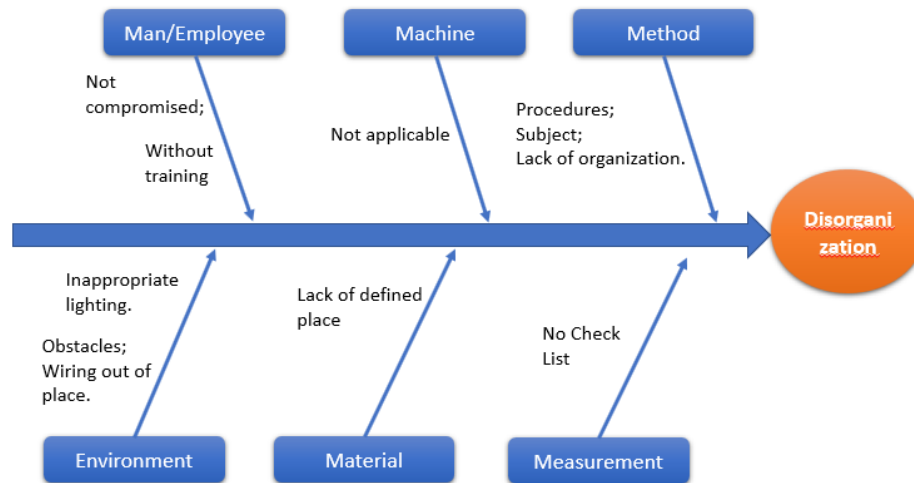 Man/Employee
Machine
Method
Not
compromised;
Without
training
Not applicable
Procedures;
Subject;
Lack of organization.
Disorgani
zation
Inappropriate
lighting.
Obstacles;
Wiring out of
place.
Lack of defined
place
No Check
List
Environment
Material
Measurement